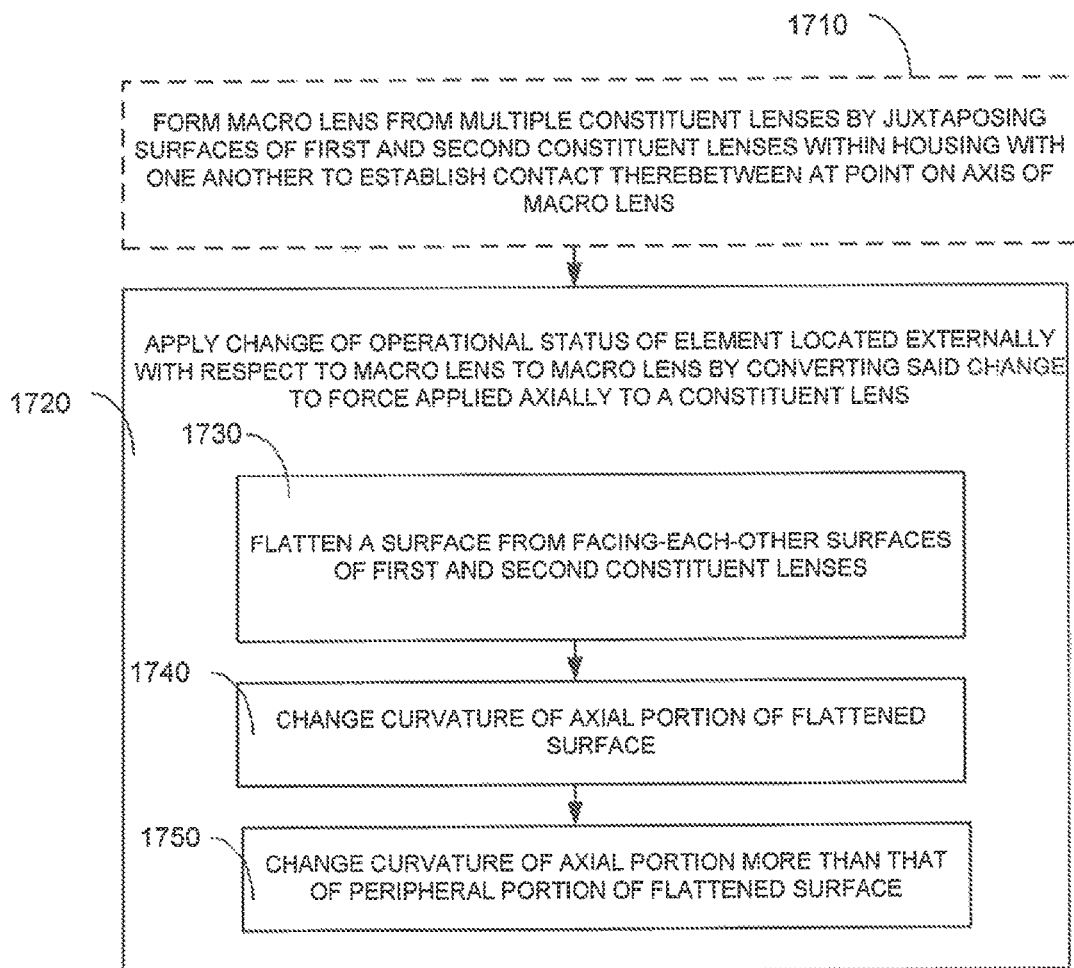 1710
FORM MACRO LENS FROM MULTIPLE CONSTITUENT LENSES BY JUXTAPOSING
SURFACES OF FIRST AND SECOND CONSTITUENT LENSES WITHIN HOUSING WITH
ONE ANOTHER TO ESTABLISH CONTACT THEREBETWEEN AT POINT ON AXIS OF
MACRO LENS
APPLY CHANGE OF OPERATIONAL STATUS OF ELEMENT LOCATED EXTERNALLY
WITH RESPECT TO MACRO LENS TO MACRO LENS BY CONVERTING SAID CHANGE
TO FORCE APPLIED AXIALLY TO A CONSTITUENT LENS
1720
1730
FLATTEN A SURFACE FROM FACING-EACH-OTHER SURFACES
OF FIRST AND SECOND CONSTITUENT LENSES
1740
CHANGE CURVATURE OF AXIAL PORTION OF FLATTENED
SURFACE
1750
CHANGE CURVATURE OF AXIAL PORTION MORE THAN THAT
OF PERIPHERAL PORTION OF FLATTENED SURFACE